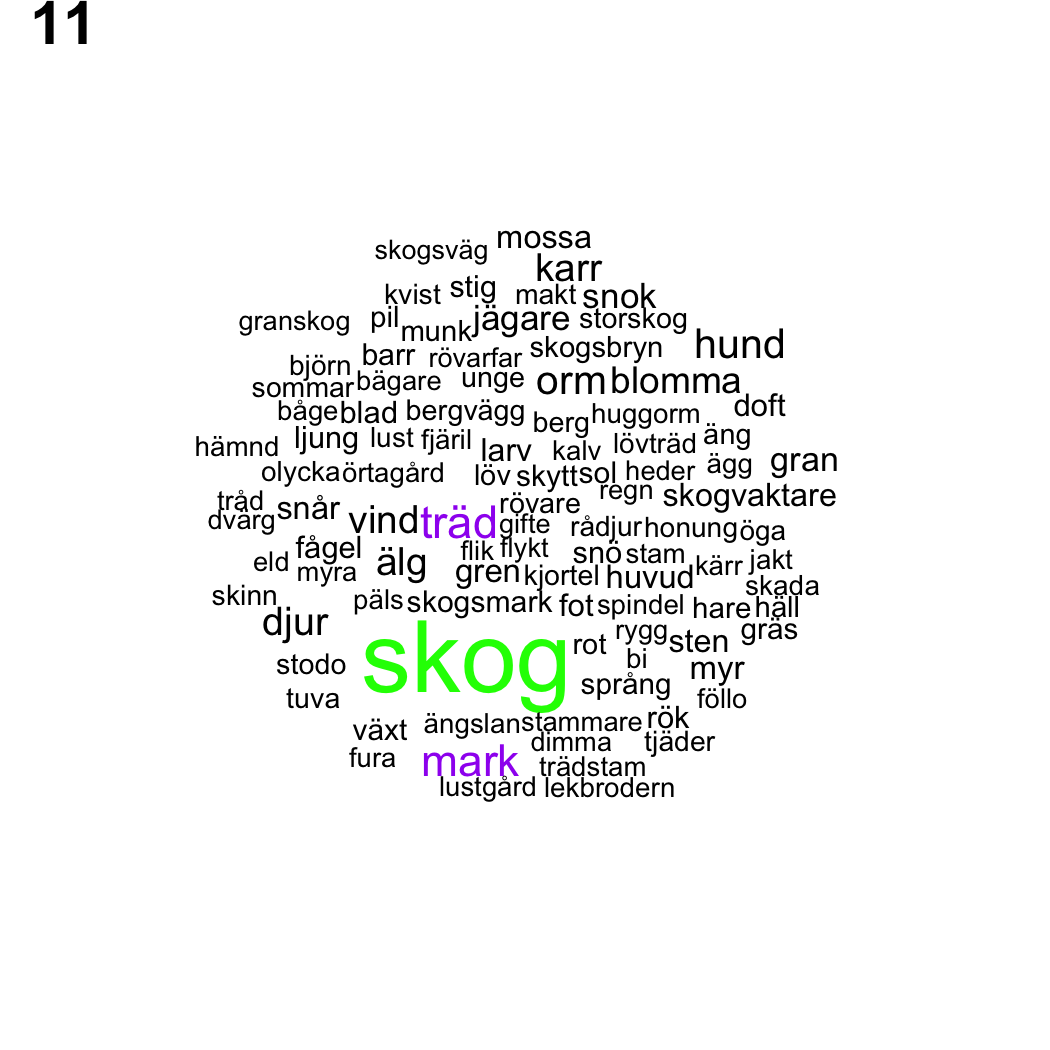 11
skogsväg mossa
karr
kvist stig makt snok
granskog pil munk jägare storskog
björn barr rövarfar skogsbryn hund
sommar bägare unge orm blomma
båge blad bergvägg berg huggorm doft
hämnd ljung lust fjäril larv kalv lövträd äng
olycka örtagård löv skytt sol heder ägg gran
tråd snår rövare regn skogvaktare
dvärg vind träd gifte rådjur honung öga
eld fågel älg flik flykt snö stam kärr jakt
myra gren kjortel huvud skada
skinn päls skogsmark fot spindel hare häll
djur skog rot rygg sten gräs
stodo bi myr
tuva språng föllo
växt ängslan stammare rök
fura mark dimma tjäder
trädstam
lustgård lekbrodern